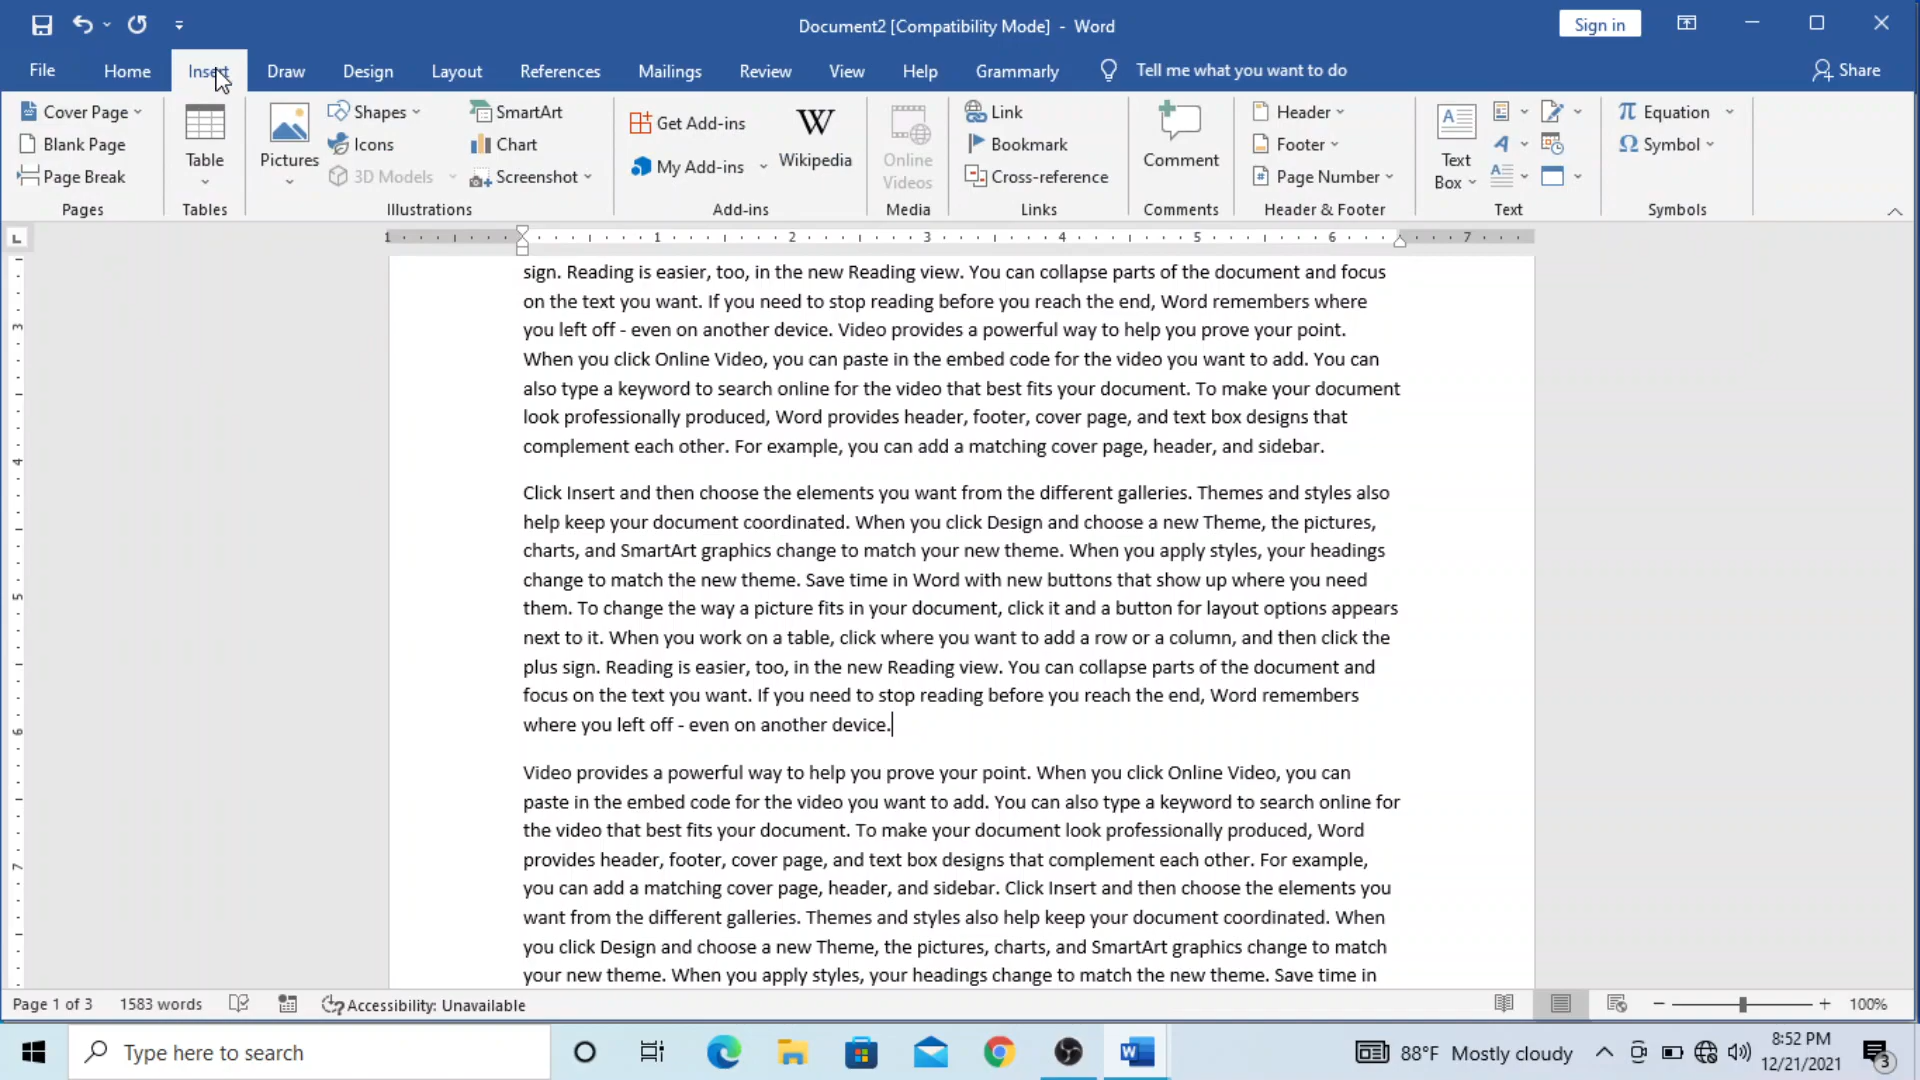 Document2 [Compatibility Mode] - Word
Sign in
File Home Insert Draw Design Layout References Mailings Review View Help Grammarly Tell me what you want to do Share
Cover Page
Blank Page
Page Break
Pages
Table
Tables
Pictures
Shapes
Icons
3D Models
SmartArt
Chart
Screenshot
Illustrations
Get Add-ins
My Add-ins
Wikipedia
Add-ins
Online
Videos
Media
Link
Bookmark
Cross-reference
Links
Comment
Comments
Header
Footer
Page Number
Header & Footer
Text
Box
Text
Equation
Symbol
Symbols
1 1 2 3 4 5 6 7
3
4
5
6
7
sign. Reading is easier, too, in the new Reading view. You can collapse parts of the document and focus
on the text you want. If you need to stop reading before you reach the end, Word remembers where
you left off - even on another device. Video provides a powerful way to help you prove your point.
When you click Online Video, you can paste in the embed code for the video you want to add. You can
also type a keyword to search online for the video that best fits your document. To make your document
look professionally produced, Word provides header, footer, cover page, and text box designs that
complement each other. For example, you can add a matching cover page, header, and sidebar.
Click Insert and then choose the elements you want from the different galleries. Themes and styles also
help keep your document coordinated. When you click Design and choose a new Theme, the pictures,
charts, and SmartArt graphics change to match your new theme. When you apply styles, your headings
change to match the new theme. Save time in Word with new buttons that show up where you need
them. To change the way a picture fits in your document, click it and a button for layout options appears
next to it. When you work on a table, click where you want to add a row or a column, and then click the
plus sign. Reading is easier, too, in the new Reading view. You can collapse parts of the document and
focus on the text you want. If you need to stop reading before you reach the end, Word remembers
where you left off - even on another device.
Video provides a powerful way to help you prove your point. When you click Online Video, you can
paste in the embed code for the video you want to add. You can also type a keyword to search online for
the video that best fits your document. To make your document look professionally produced, Word
provides header, footer, cover page, and text box designs that complement each other. For example,
you can add a matching cover page, header, and sidebar. Click Insert and then choose the elements you
want from the different galleries. Themes and styles also help keep your document coordinated. When
you click Design and choose a new Theme, the pictures, charts, and SmartArt graphics change to match
your new theme. When you apply styles, your headings change to match the new theme. Save time in
Page 1 of 3 1583 words Accessibility: Unavailable 100%
Type here to search
88°F Mostly cloudy
8:52 PM
12/21/2021
3